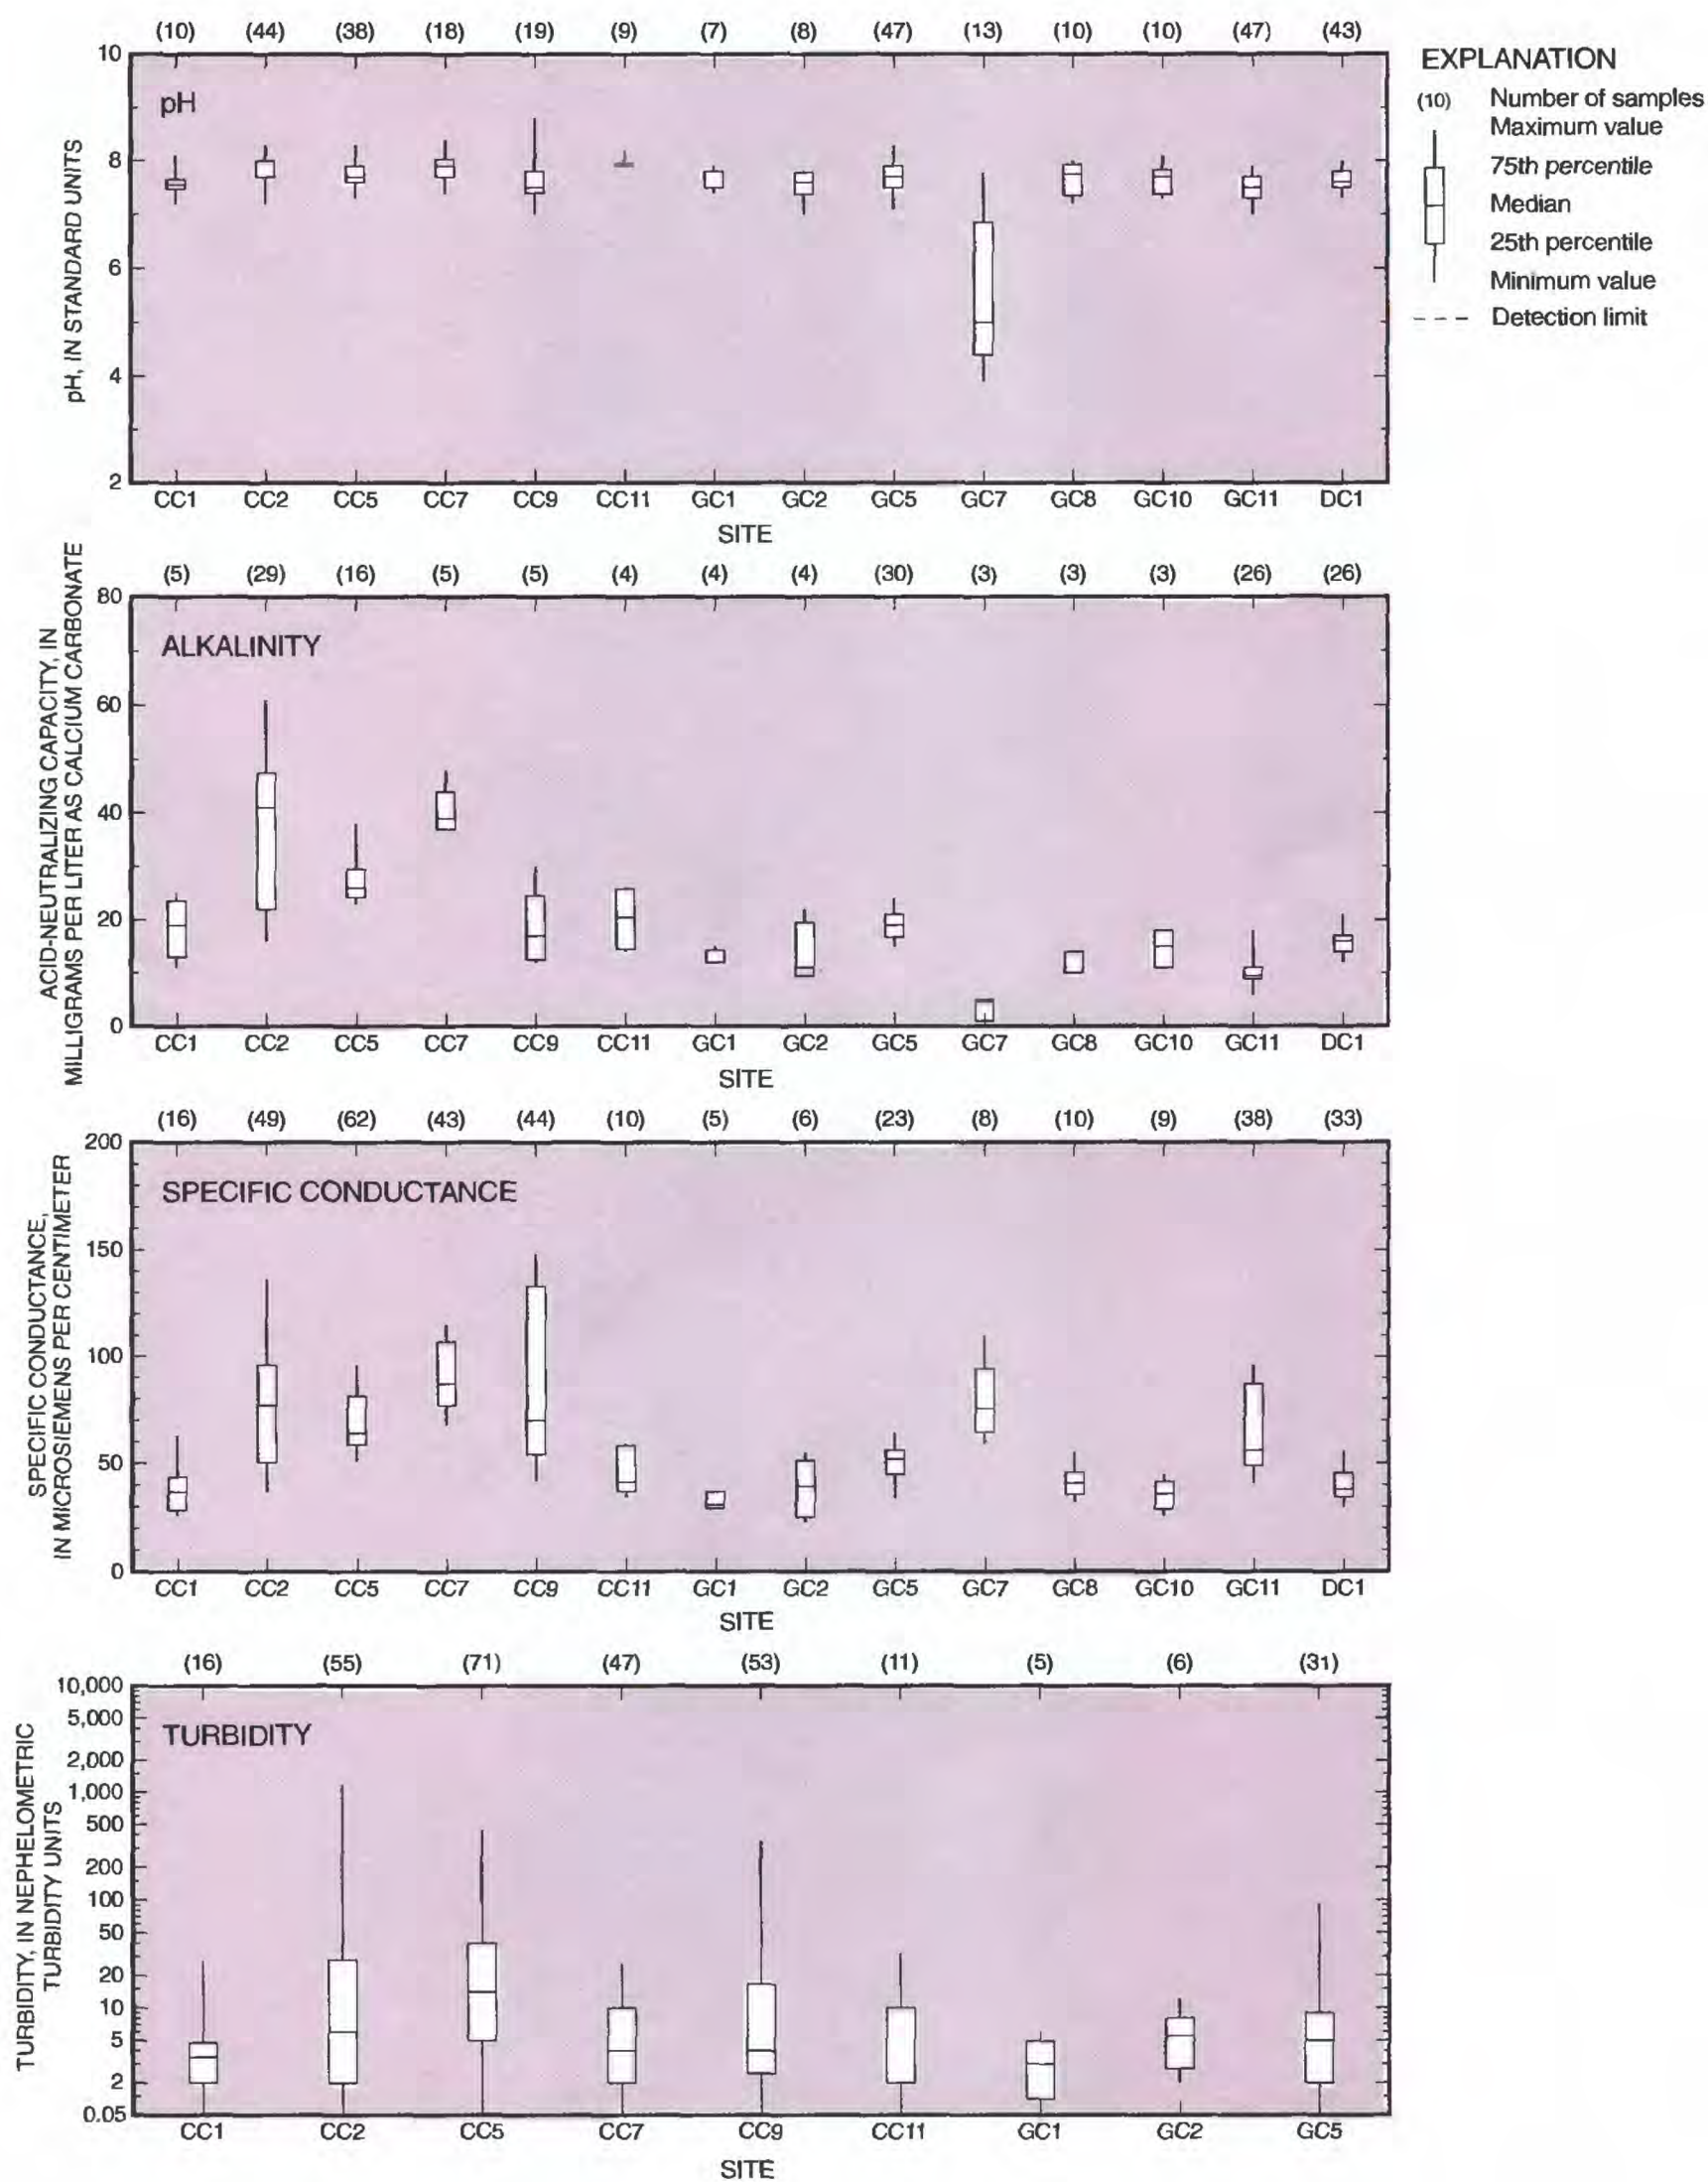 (10) (44) (38) (18) (19) (9) (7) (8) (47) (13) (10) (10) (47) (43)
10
8
6
4
2
pH
pH, IN STANDARD UNITS
CC1 CC2 CC5 CC7 CC9 CC11 GC1 GC2 GC5 GC7 GC8 GC10 GC11 DC1
SITE
EXPLANATION
(10) Number of samples
Maximum value
75th percentile
Median
25th percentile
Minimum value
Detection limit
(5) (29) (16) (5) (5) (4) (4) (4) (30) (3) (3) (3) (26) (26)
80
60
40
20
0
ALKALINITY
ACID-NEUTRALIZING CAPACITY, IN
MILLIGRAMS PER LITER AS CALCIUM CARBONATE
CC1 CC2 CC5 CC7 CC9 CC11 GC1 GC2 GC5 GC7 GC8 GC10 GC11 DC1
SITE
(16) (49) (62) (43) (44) (10) (5) (6) (23) (8) (10) (9) (38) (33)
200
150
100
50
0
SPECIFIC CONDUCTANCE
SPECIFIC CONDUCTANCE,
IN MICROSIEMENS PER CENTIMETER
CC1 CC2 CC5 CC7 CC9 CC11 GC1 GC2 GC5 GC7 GC8 GC10 GC11 DC1
SITE
(16) (55) (71) (47) (53) (11) (5) (6) (31)
10,000
5,000
2,000
1,000
500
200
100
50
20
10
5
2
0.05
TURBIDITY
TURBIDITY, IN NEPHELOMETRIC
TURBIDITY UNITS
CC1 CC2 CC5 CC7 CC9 CC11 GC1 GC2 GC5
SITE